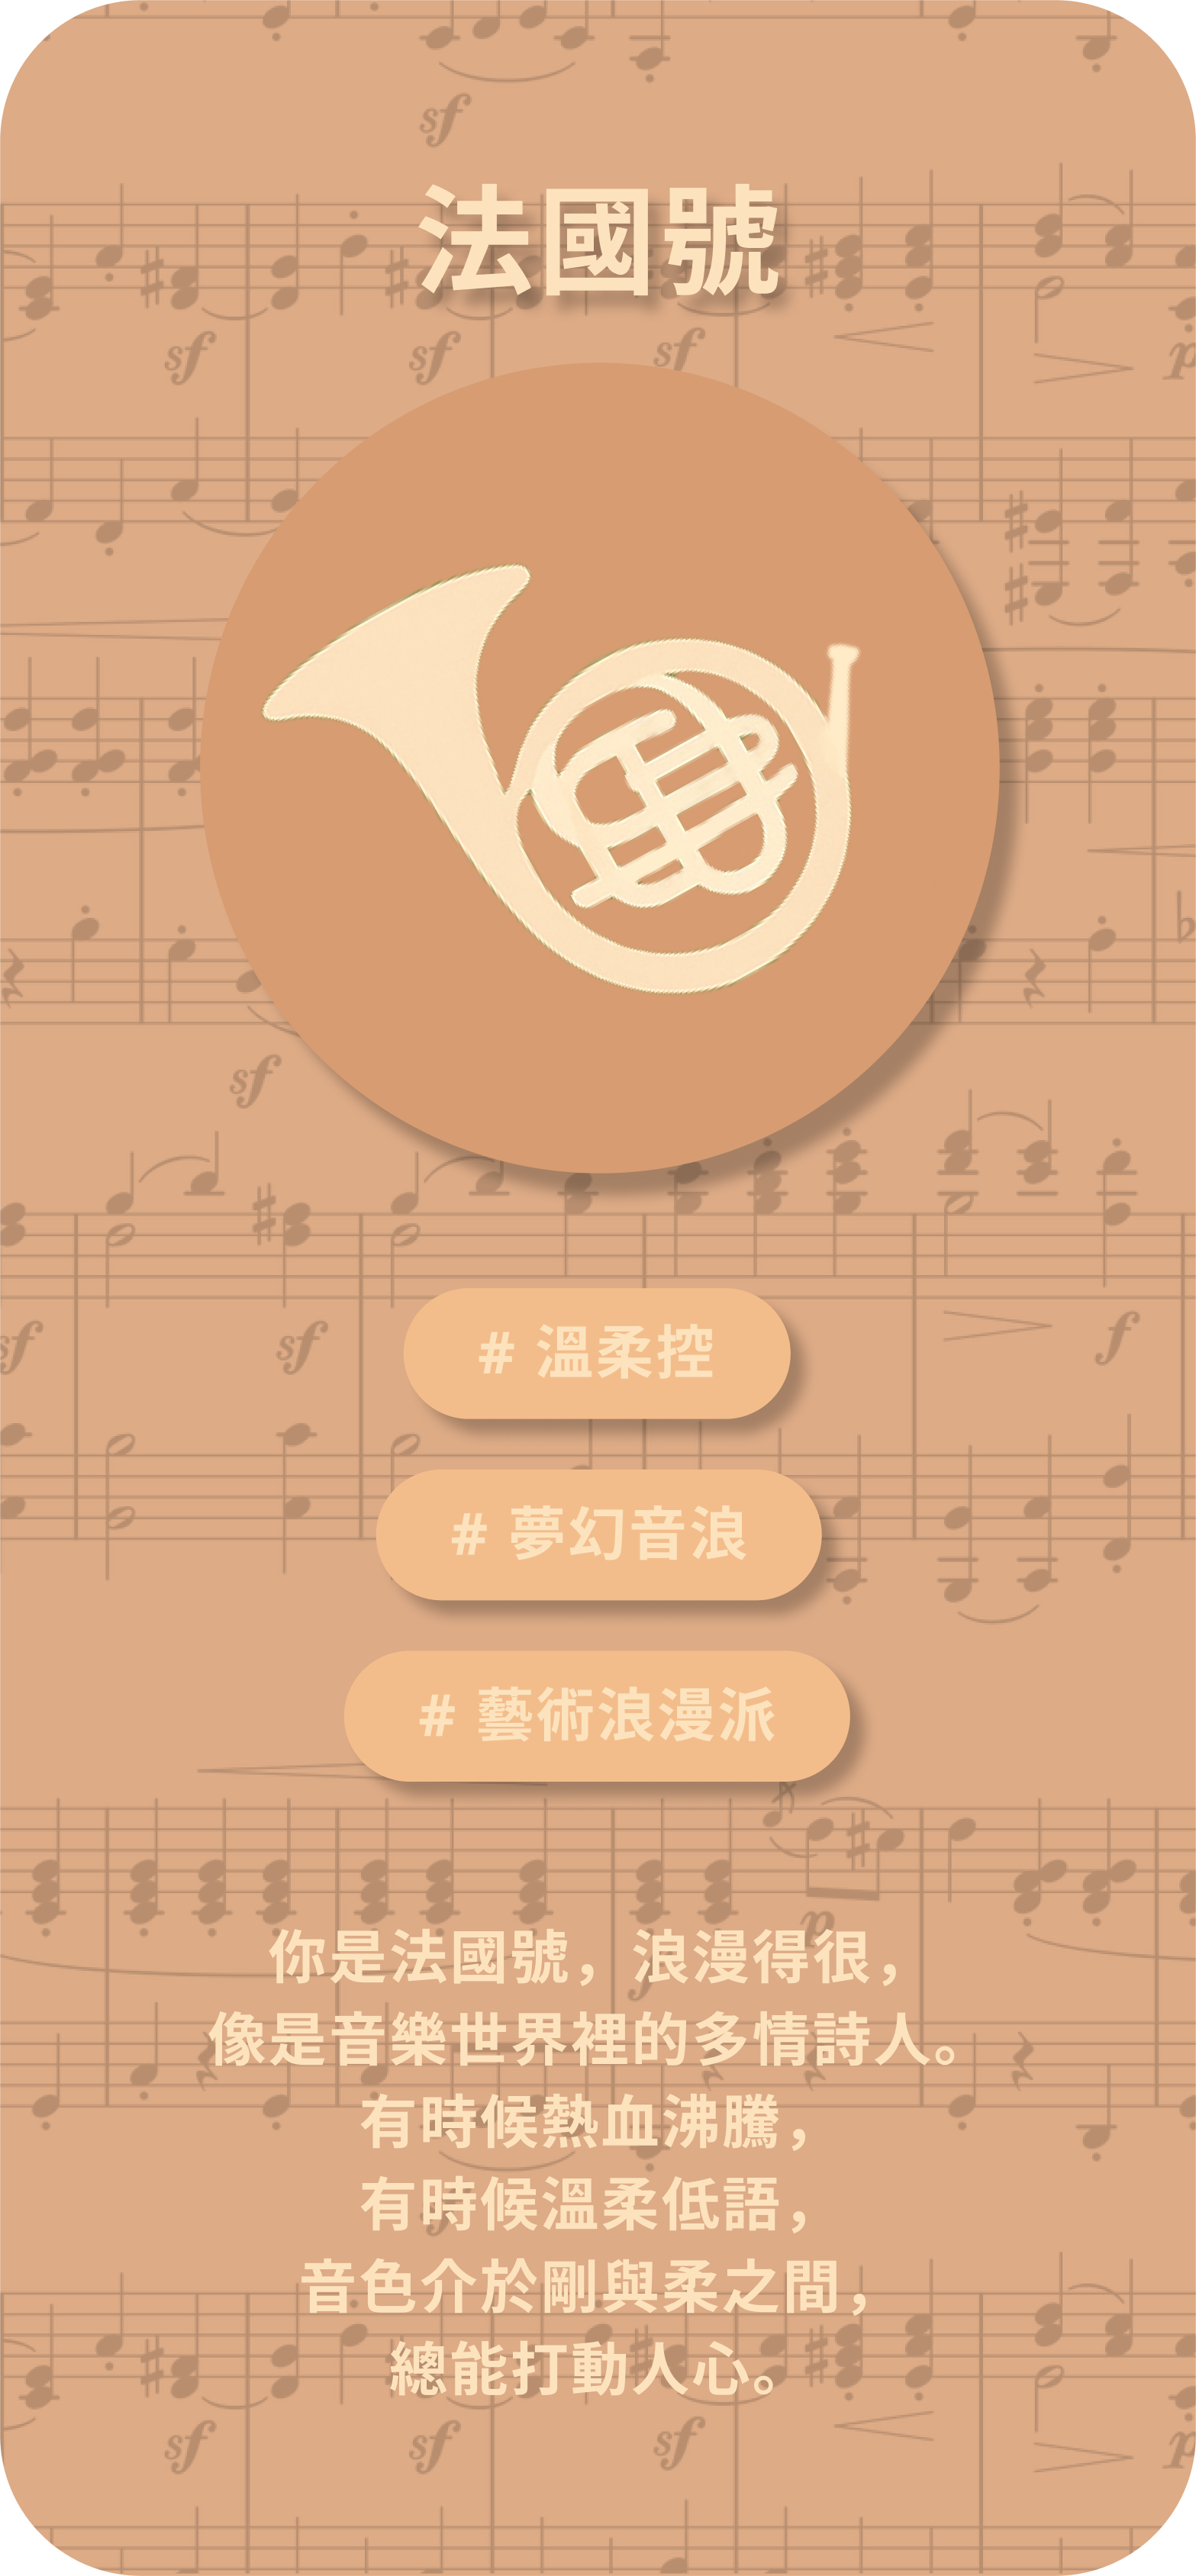 法國號
# 溫柔控
# 夢幻音浪
# 藝術浪漫派
你是法國號，浪漫得很，
像是音樂世界裡的多情詩人。
有時候熱血沸騰，
有時候溫柔低語，
音色介於剛與柔之間，
總能打動人心。